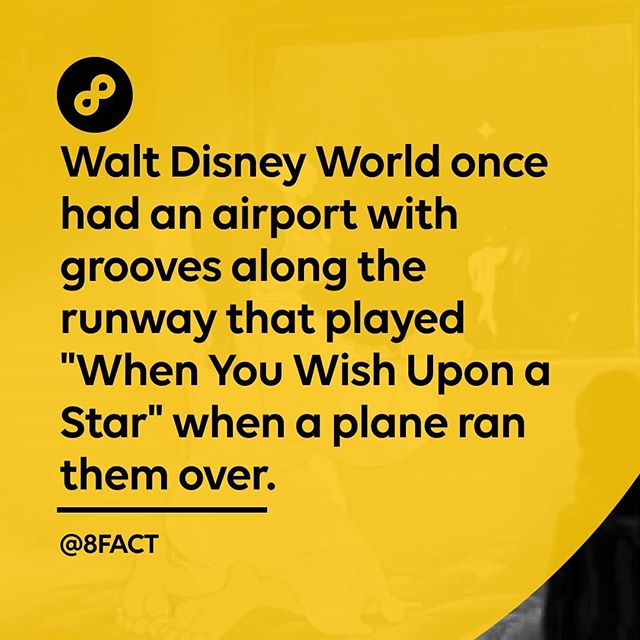 Walt Disney World once
had an airport with
grooves along the
runway that played
"When You Wish Upon a
Star" when a plane ran
them over.
@8FACT